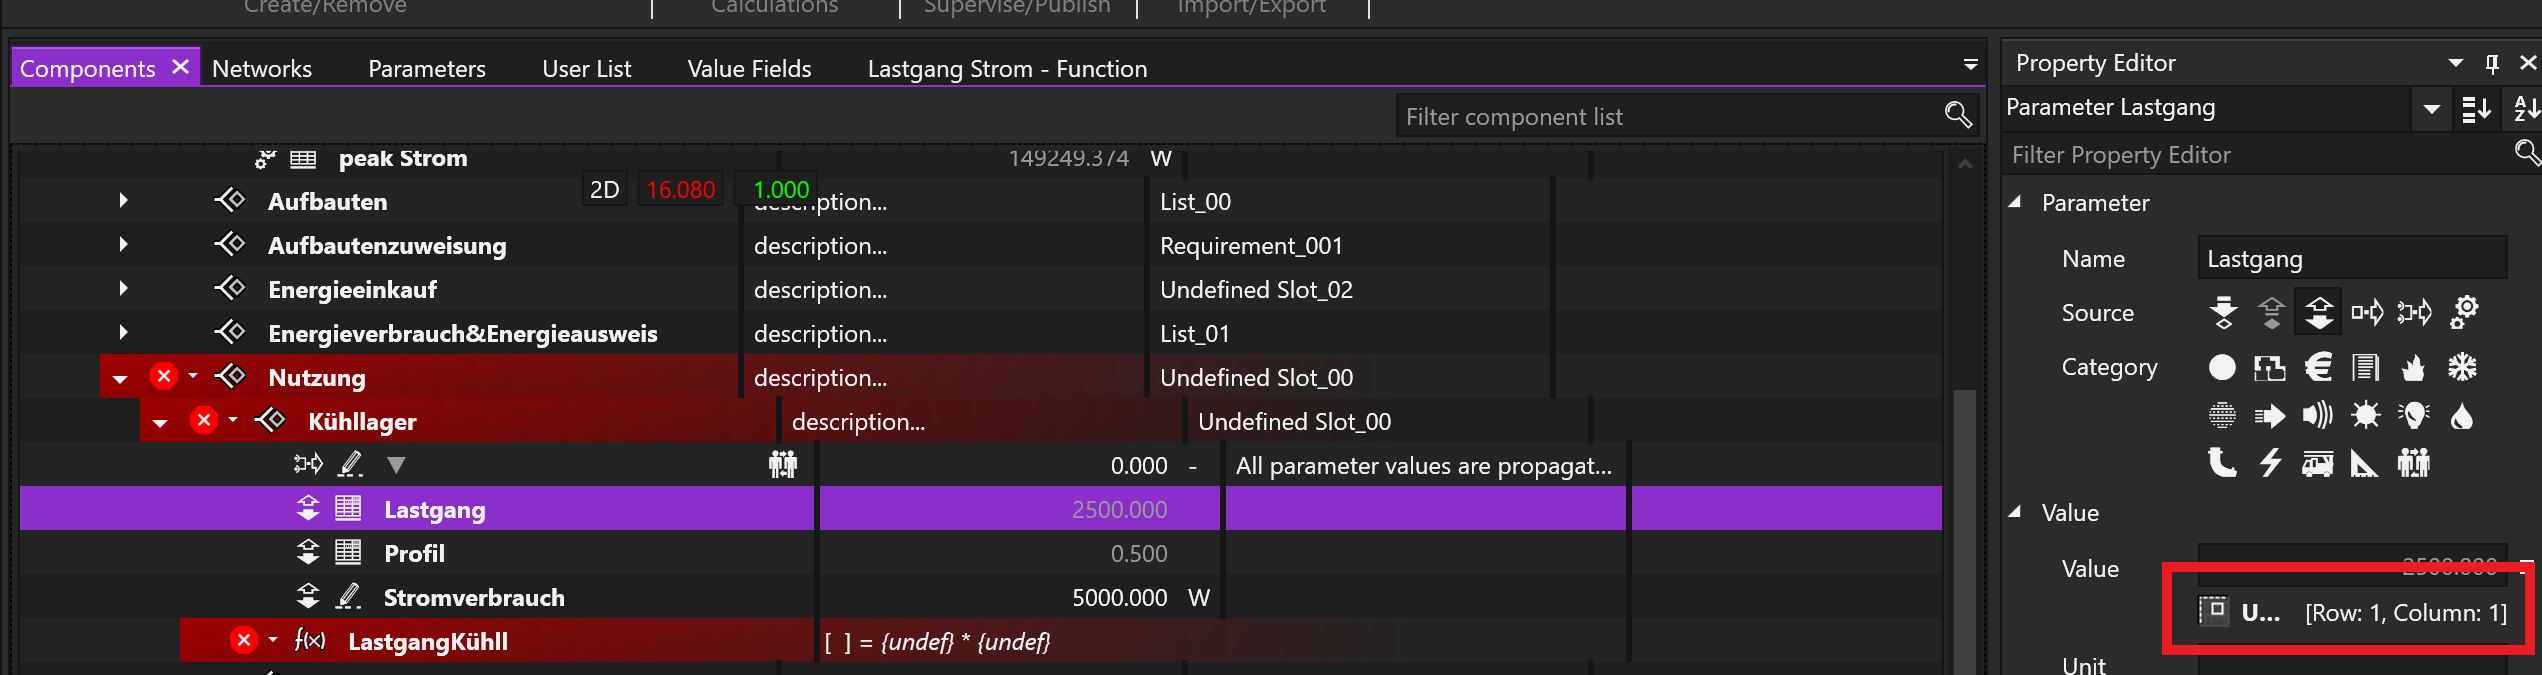 Create/Remove Calculations Supervise/Publish Import/Export
Components Networks Parameters User List Value Fields Lastgang Strom - Function
Filter component list
peak Strom 149249.374 W
2D 16.080 1.000
Aufbauten description... List_00
Aufbautenzuweisung description... Requirement_001
Energieeinkauf description... Undefined Slot_02
Energieverbrauch&Energieausweis description... List_01
Nutzung description... Undefined Slot_00
Kühllager description... Undefined Slot_00
0.000 - All parameter values are propagat...
Lastgang 2500.000
Profil 0.500
Stromverbrauch 5000.000 W
f(x) LastgangKühll [ ] = {undef} * {undef}
Property Editor
Parameter Lastgang
Filter Property Editor
Parameter
Name Lastgang
Source
Category
Value
Value 2500.000
U... [Row: 1, Column: 1]
Unit